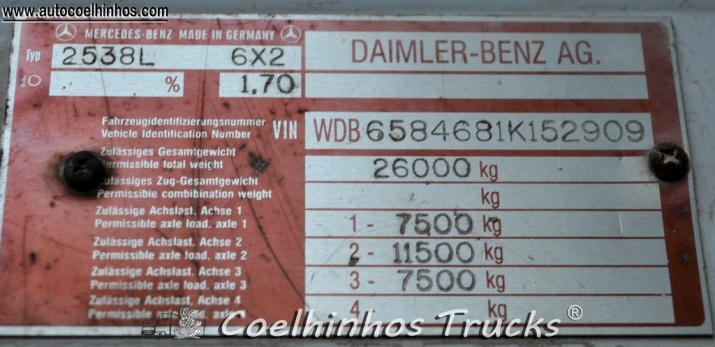 www.autocoelhinhos.com
MERCEDES-BENZ MADE IN GERMANY
Typ 2538L 6X2 DAIMLER-BENZ AG.
% 1.70
Fahrzeugidentifizierungsnummer
Vehicle Identification Number VIN WDB6584681K152909
Zulässiges Gesamtgewicht
Permissible total weight 26000 kg
Zulässiges Zug-Gesamtgewicht
Permissible combination weight kg
Zulässige Achslast, Achse 1
Permissible axle load, axle 1 1 - 7500 kg
Zulässige Achslast, Achse 2
Permissible axle load, axle 2 2 - 11500 kg
Zulässige Achslast, Achse 3
Permissible axle load, axle 3 3 - 7500 kg
Zulässige Achslast, Achse 4
Permissible axle load, 4 kg
Coelhinhos Trucks ®